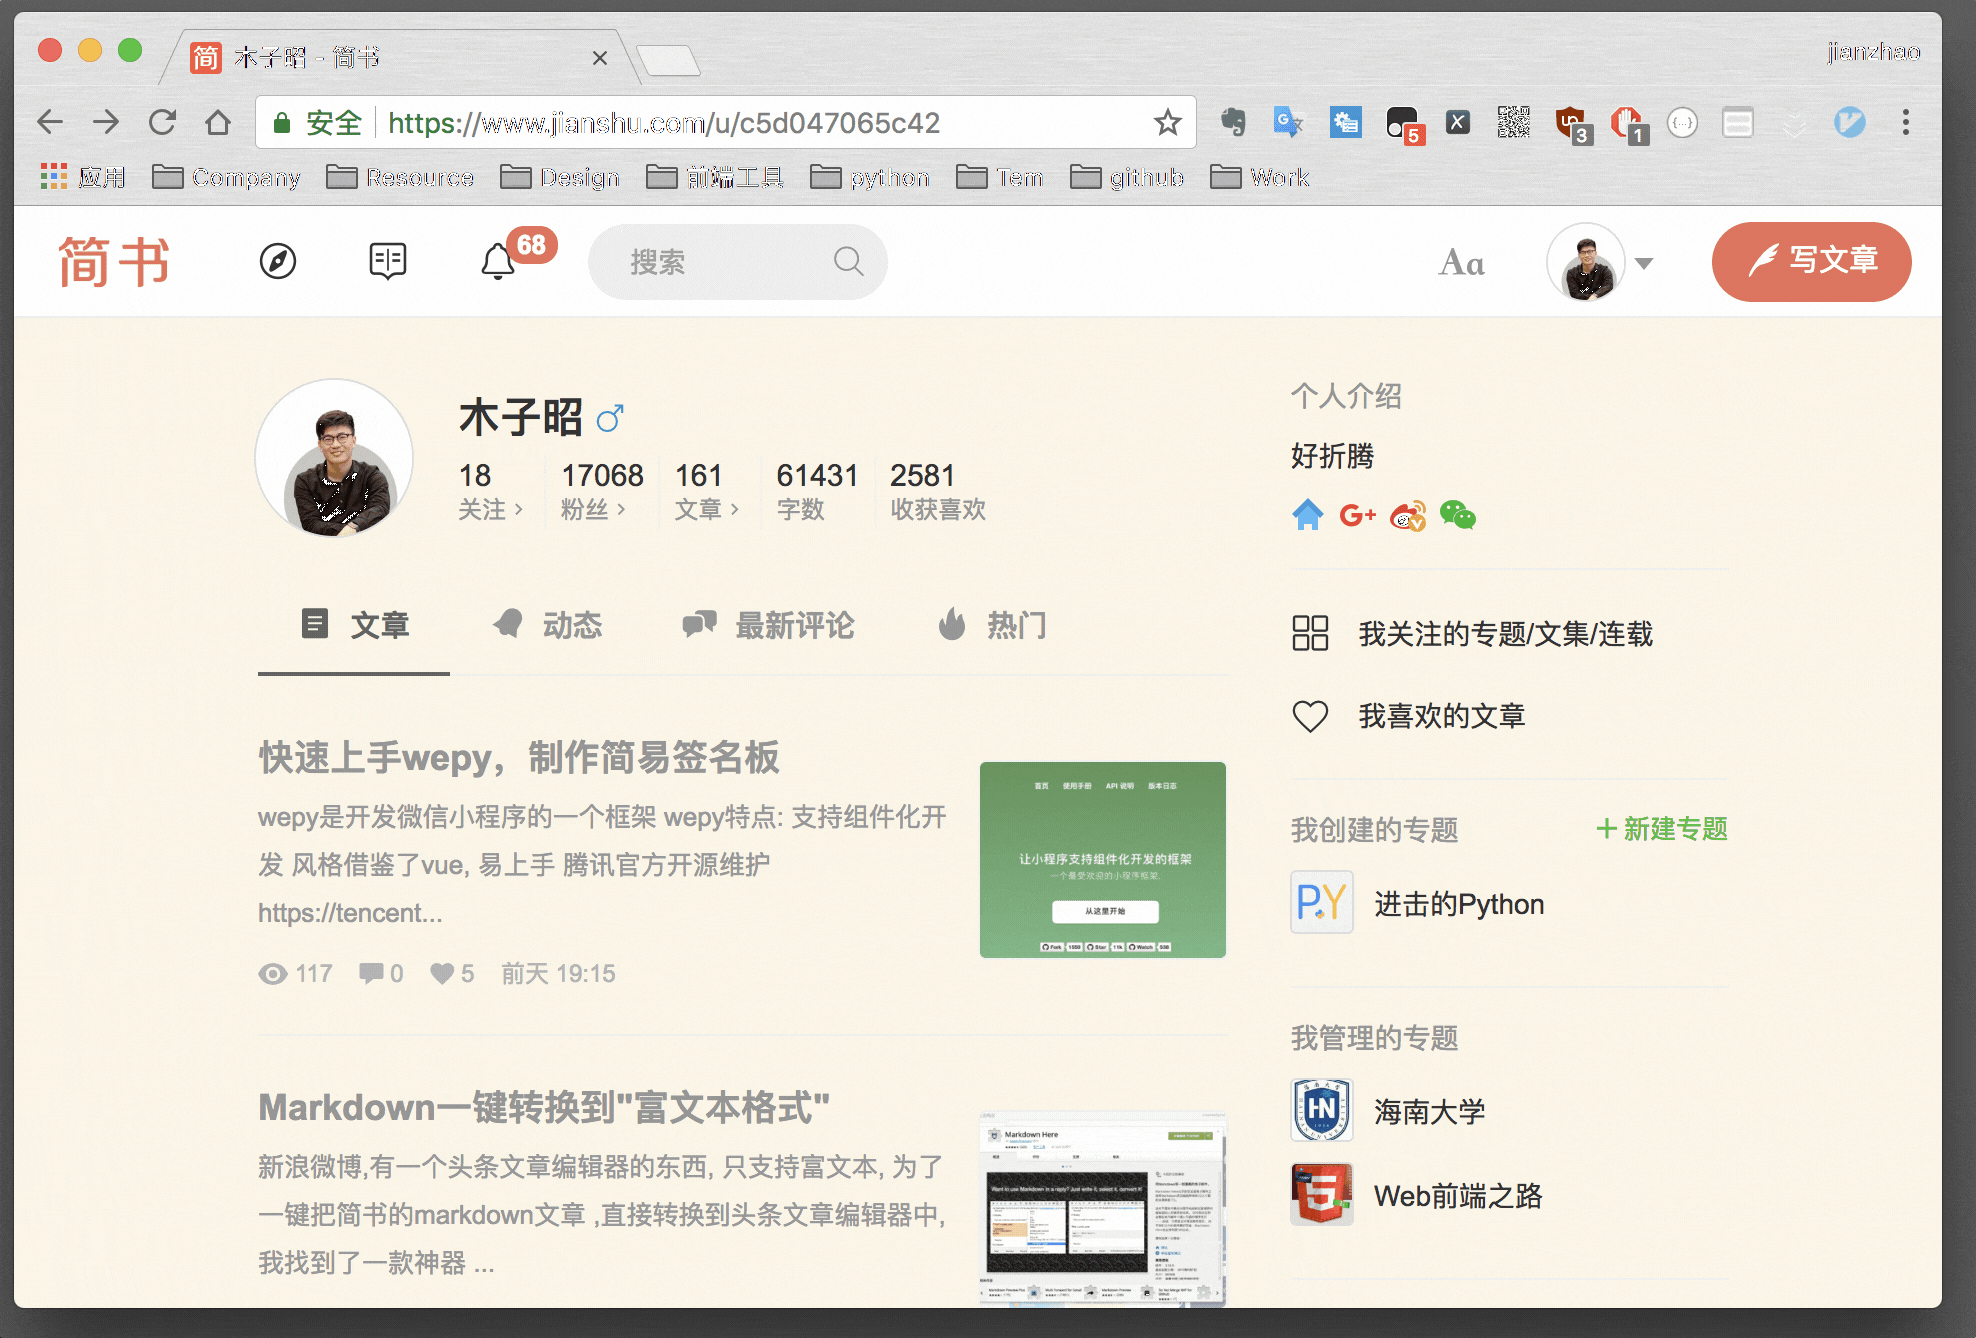 简 木子昭 - 简书
jianzhao
安全 https://www.jianshu.com/u/c5d047065c42
5
3
1
应用 Company Resource Design 前端工具 python Tem github Work
简书
68
搜索
Aa
写文章
木子昭
18 17068 161 61431 2581
关注 粉丝 文章 字数 收获喜欢
文章 动态 最新评论 热门
快速上手wepy，制作简易签名板
wepy是开发微信小程序的一个框架 wepy特点: 支持组件化开
发 风格借鉴了vue, 易上手 腾讯官方开源维护
https://tencent...
117 0 5 前天 19:15
首页 使用手册 API 说明 版本日志
让小程序支持组件化开发的框架
一个最受欢迎的小程序框架.
从这里开始
Fork Star 11k Watch
Markdown一键转换到"富文本格式"
新浪微博,有一个头条文章编辑器的东西, 只支持富文本, 为了
一键把简书的markdown文章 ,直接转换到头条文章编辑器中,
我找到了一款神器 ...
Markdown Here
个人介绍
好折腾
G+
我关注的专题/文集/连载
我喜欢的文章
我创建的专题 + 新建专题
PY 进击的Python
我管理的专题
HN 海南大学
5 Web前端之路